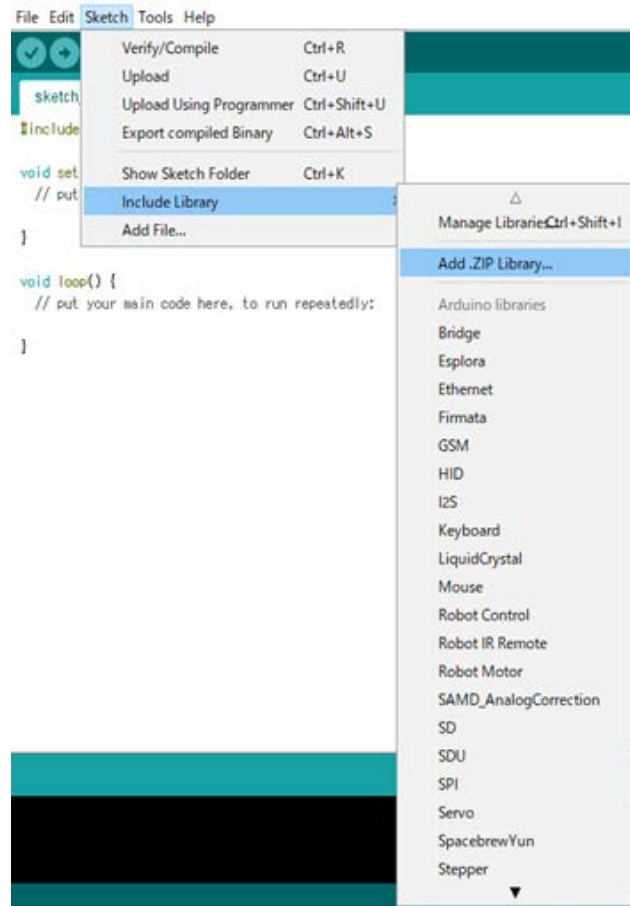 File Edit Sketch Tools Help
Verify/Compile Ctrl+R
Upload Ctrl+U
Upload Using Programmer Ctrl+Shift+U
Export compiled Binary Ctrl+Alt+S
Show Sketch Folder Ctrl+K
Include Library
Add File...
sketch_
#include
void set
// put
}
void loop() {
// put your main code here, to run repeatedly:
}
△
Manage Libraries Ctrl+Shift+I
Add .ZIP Library...
Arduino libraries
Bridge
Esplora
Ethernet
Firmata
GSM
HID
I2S
Keyboard
LiquidCrystal
Mouse
Robot Control
Robot IR Remote
Robot Motor
SAMD_AnalogCorrection
SD
SDU
SPI
Servo
SpacebrewYun
Stepper
▼